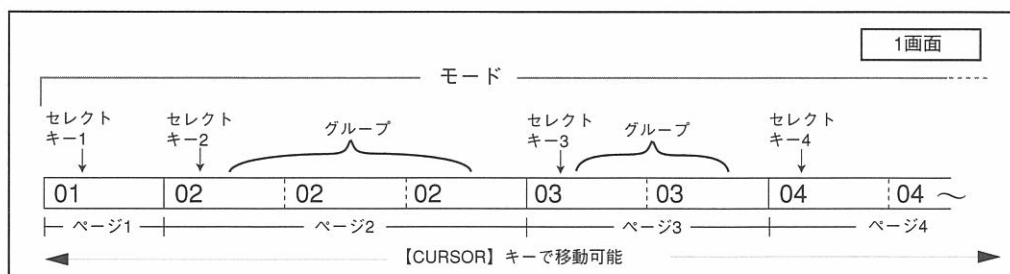 1画面
モード
セレクト
キー1
セレクト
キー2
グループ
セレクト
キー3
グループ
セレクト
キー4
01 02 02 02 03 03 04 04 〜
ページ1 ページ2 ページ3 ページ4
【CURSOR】キーで移動可能